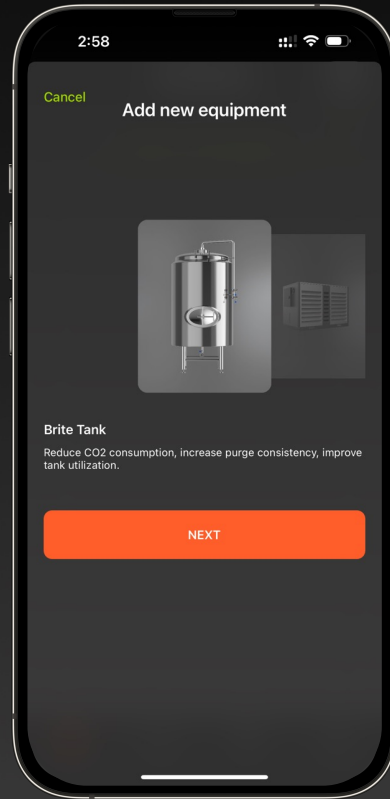 2:58
Cancel
Add new equipment
Brite Tank
Reduce CO2 consumption, increase purge consistency, improve
tank utilization.
NEXT